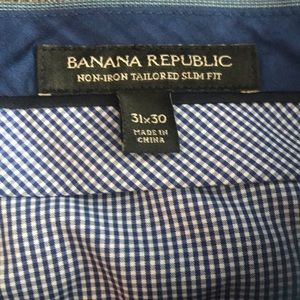 BANANA REPUBLIC
NON-IRON TAILORED SLIM FIT
31x30
MADE IN
CHINA